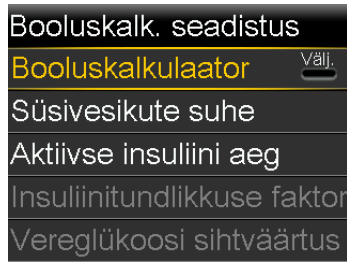 Booluskalk. seadistus
Booluskalkulaator Välj.
Süsivesikute suhe
Aktiivse insuliini aeg
Insuliinitundlikkuse faktor
Vereglükoosi sihtväärtus